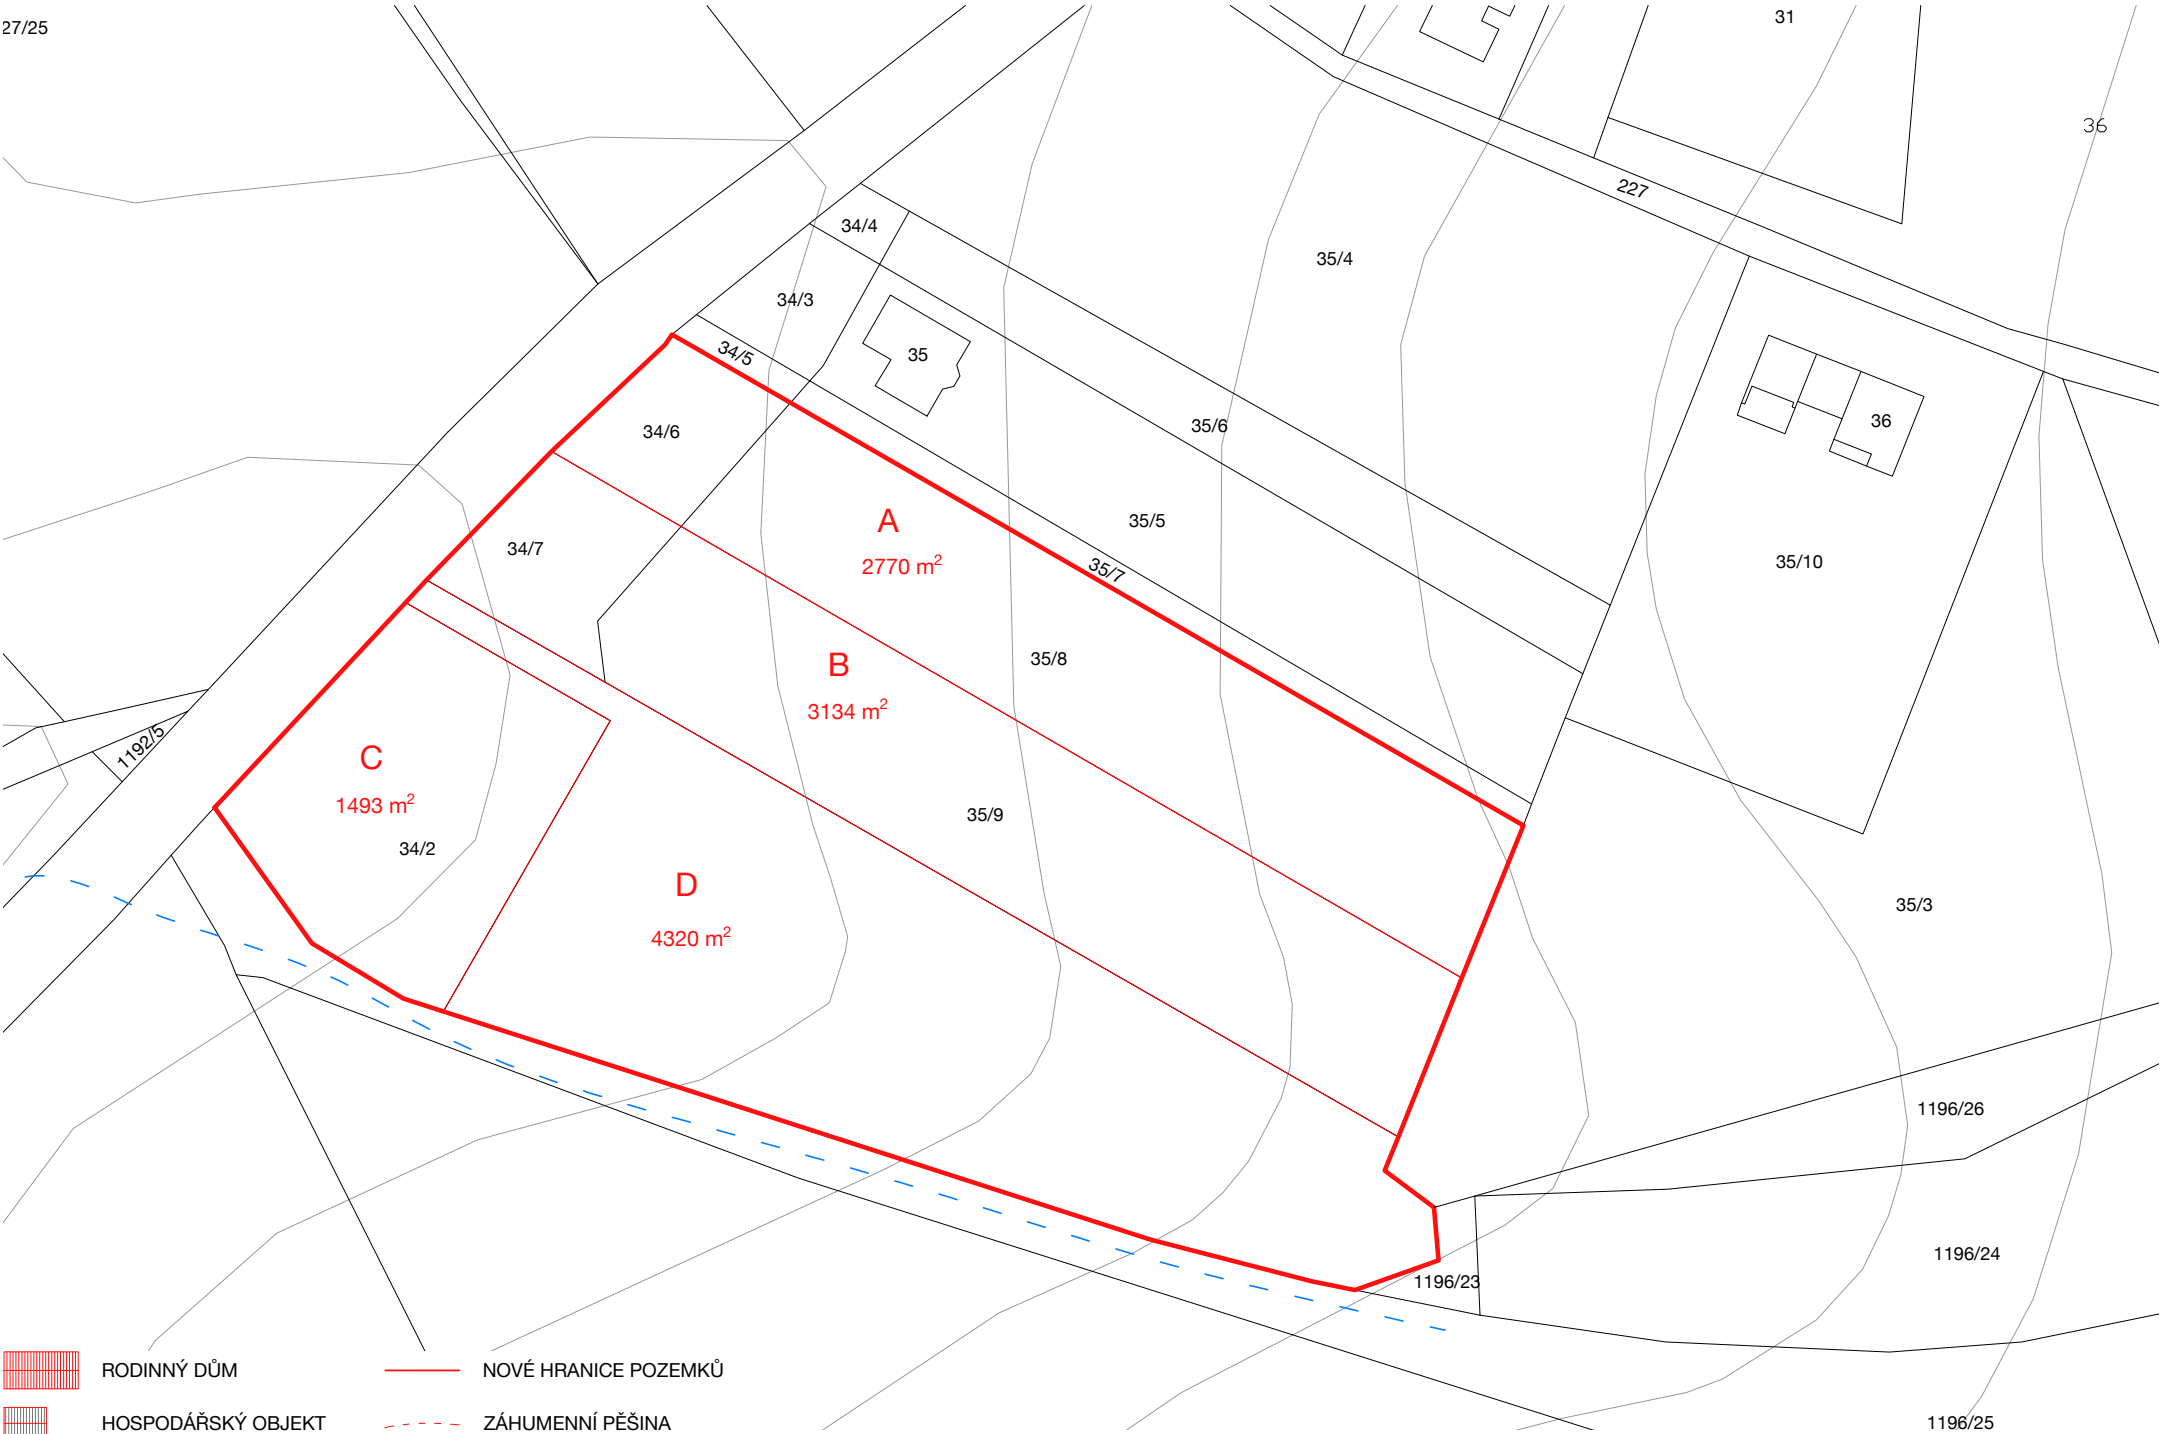 27/25
31
36
227
34/4
35/4
34/3
34/5
35
34/6
35/6
36
A
2770 m²
35/5
34/7
35/7
35/10
B
3134 m²
35/8
1192/5
C
1493 m²
34/2
35/9
D
4320 m²
35/3
1196/26
1196/24
1196/23
RODINNÝ DŮM
NOVÉ HRANICE POZEMKŮ
HOSPODÁŘSKÝ OBJEKT
ZÁHUMENNÍ PĚŠINA
1196/25